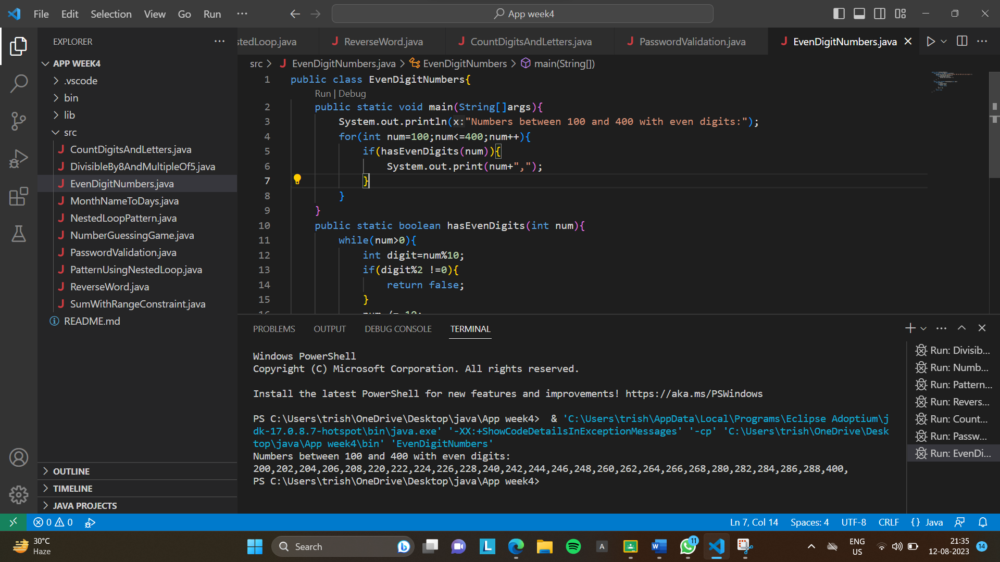 File Edit Selection View Go Run ... App week4
EXPLORER ...
stedLoop.java J ReverseWord.java J CountDigitsAndLetters.java J PasswordValidation.java J EvenDigitNumbers.java
APP WEEK4
.vscode
bin
lib
src
J CountDigitsAndLetters.java
J DivisibleBy8AndMultipleOf5.java
J EvenDigitNumbers.java
J MonthNameToDays.java
J NestedLoopPattern.java
J NumberGuessingGame.java
J PasswordValidation.java
J PatternUsingNestedLoop.java
J ReverseWord.java
J SumWithRangeConstraint.java
README.md
OUTLINE
TIMELINE
JAVA PROJECTS
src > J EvenDigitNumbers.java > EvenDigitNumbers > main(String[])
1 public class EvenDigitNumbers{
Run | Debug
2 public static void main(String[]args){
3 System.out.println(x:"Numbers between 100 and 400 with even digits:");
4 for(int num=100;num<=400;num++){
5 if(hasEvenDigits(num)){
6 System.out.print(num+",");
7 }
8 }
9 }
10 public static boolean hasEvenDigits(int num){
11 while(num>0){
12 int digit=num%10;
13 if(digit%2 !=0){
14 return false;
15 }
16 num /= 10;
PROBLEMS OUTPUT DEBUG CONSOLE TERMINAL
Windows PowerShell
Copyright (C) Microsoft Corporation. All rights reserved.
Install the latest PowerShell for new features and improvements! https://aka.ms/PSWindows
PS C:\Users\trish\OneDrive\Desktop\java\App week4>  & 'C:\Users\trish\AppData\Local\Programs\Eclipse Adoptium\j
dk-17.0.8.7-hotspot\bin\java.exe' '-XX:+ShowCodeDetailsInExceptionMessages' '-cp' 'C:\Users\trish\OneDrive\Desk
top\java\App week4\bin' 'EvenDigitNumbers'
Numbers between 100 and 400 with even digits:
200,202,204,206,208,220,222,224,226,228,240,242,244,246,248,260,262,264,266,268,280,282,284,286,288,400,
PS C:\Users\trish\OneDrive\Desktop\java\App week4>
Run: Divisib...
Run: Numb...
Run: Pattern...
Run: Revers...
Run: Count...
Run: Passw...
Run: EvenDi...
0 0 Ln 7, Col 14 Spaces: 4 UTF-8 CRLF {} Java
30°C
Haze
Search
L
A
W
11
ENG
US
21:35
12-08-2023
14